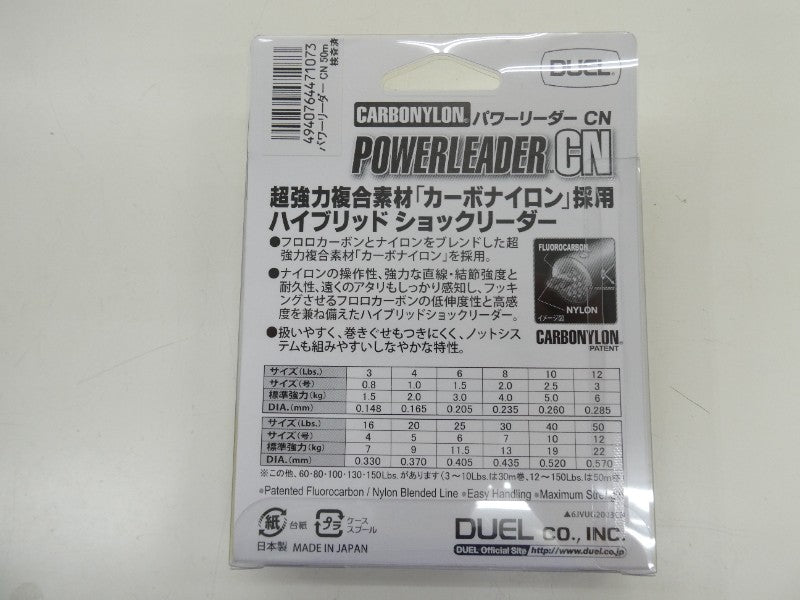 4940764471073
パワーリーダー CN 50m
検査済
DUEL
CARBONYLON パワーリーダー CN
POWERLEADER CN
超強力複合素材「カーボナイロン」採用
ハイブリッド ショックリーダー
●フロロカーボンとナイロンをブレンドした超
強力複合素材「カーボナイロン」を採用。
●ナイロンの操作性、強力な直線・結節強度と
耐久性、遠くのアタリもしっかり感知し、フッキ
ングさせるフロロカーボンの低伸度性と高感
度を兼ね備えたハイブリッドショックリーダー。
●扱いやすく、巻きぐせもつきにくく、ノットシス
テムも組みやすいしなやかな特性。
FLUOROCARBON
NYLON
イメージ図
CARBONYLON
PATENT
サイズ(Lbs.) 3 4 6 8 10 12
サイズ(号) 0.8 1.0 1.5 2.0 2.5 3
標準強力(kg) 1.5 2.0 3.0 4.0 5.0 6
DIA.(mm) 0.148 0.165 0.205 0.235 0.260 0.285
サイズ(Lbs.) 16 20 25 30 40 50
サイズ(号) 4 5 6 7 10 12
標準強力(kg) 7 9 11.5 13 19 22
DIA.(mm) 0.330 0.370 0.405 0.435 0.520 0.570
※この他、60・80・100・130・150Lbs.があります(3〜10Lbs.は30m巻、12〜150Lbs.は50m巻
●Patented Fluorocarbon / Nylon Blended Line ●Easy Handling ●Maximum Strength
紙 台紙 プラ ケース スプール
日本製 MADE IN JAPAN
DUEL CO., INC.
DUEL Official Site http://www.duel.co.jp